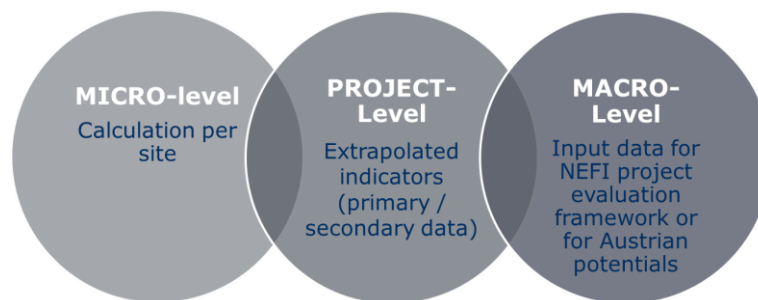 MICRO-level
Calculation per
site
PROJECT-
Level
Extrapolated
indicators
(primary /
secondary data)
MACRO-
Level
Input data for
NEFI project
evaluation
framework or
for Austrian
potentials